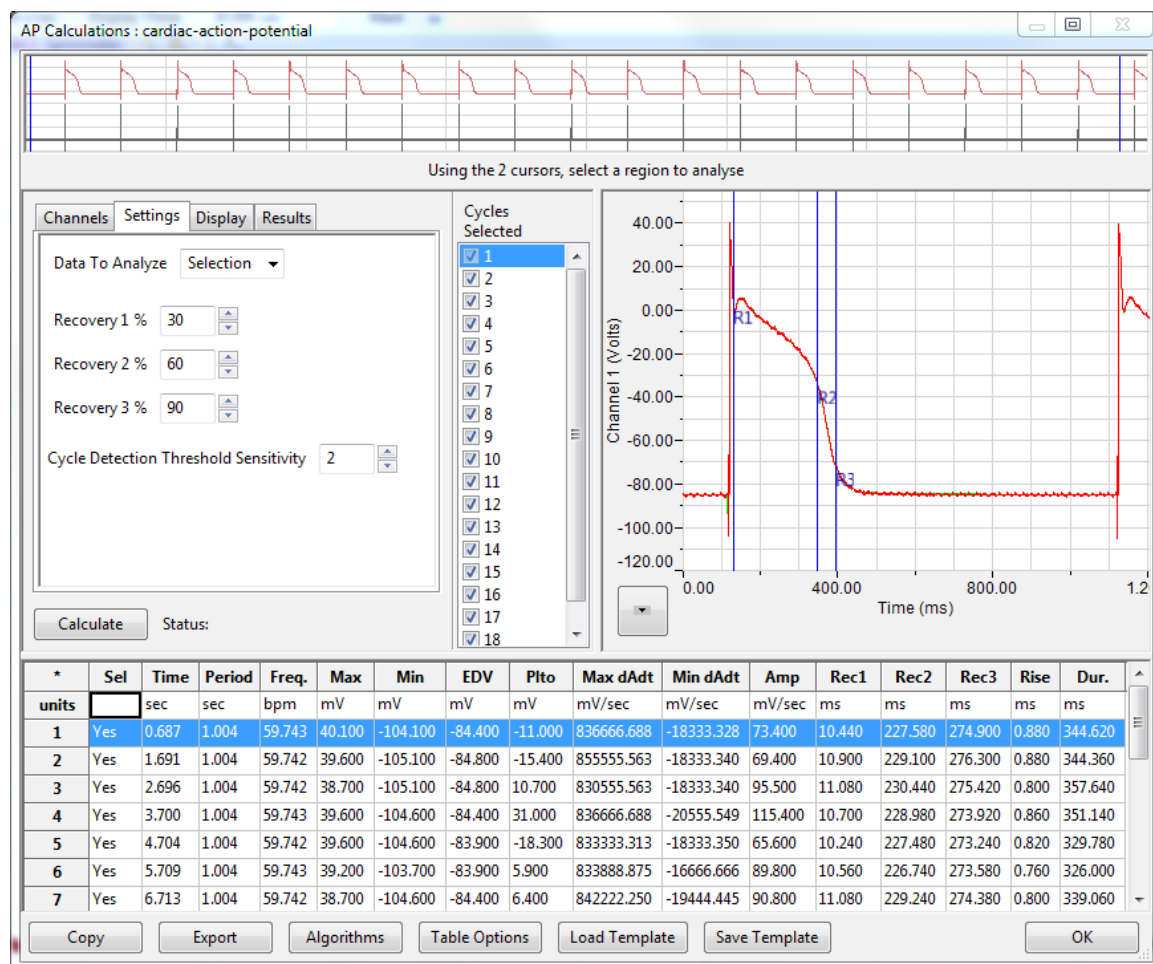 AP Calculations : cardiac-action-potential
Using the 2 cursors, select a region to analyse
Channels Settings Display Results
Data To Analyze Selection
Recovery 1 % 30
Recovery 2 % 60
Recovery 3 % 90
Cycle Detection Threshold Sensitivity 2
Calculate Status:
Cycles
Selected
1
2
3
4
5
6
7
8
9
10
11
12
13
14
15
16
17
18
Channel 1 (Volts)
40.00
20.00
0.00
-20.00
-40.00
-60.00
-80.00
-100.00
-120.00
R1
R2
R3
0.00 400.00 800.00 1.2
Time (ms)
* Sel Time Period Freq. Max Min EDV Plto Max dAdt Min dAdt Amp Rec1 Rec2 Rec3 Rise Dur.
units sec sec bpm mV mV mV mV mV/sec mV/sec mV/sec ms ms ms ms ms
1 Yes 0.687 1.004 59.743 40.100 -104.100 -84.400 -11.000 836666.688 -18333.328 73.400 10.440 227.580 274.900 0.880 344.620
2 Yes 1.691 1.004 59.742 39.600 -105.100 -84.800 -15.400 855555.563 -18333.340 69.400 10.900 229.100 276.300 0.880 344.360
3 Yes 2.696 1.004 59.742 38.700 -105.100 -84.800 10.700 830555.563 -18333.340 95.500 11.080 230.440 275.420 0.800 357.640
4 Yes 3.700 1.004 59.743 39.600 -104.600 -84.400 31.000 836666.688 -20555.549 115.400 10.700 228.980 273.920 0.860 351.140
5 Yes 4.704 1.004 59.742 39.600 -104.600 -83.900 -18.300 833333.313 -18333.350 65.600 10.240 227.480 273.240 0.820 329.780
6 Yes 5.709 1.004 59.743 39.200 -103.700 -83.900 5.900 833888.875 -16666.666 89.800 10.560 226.740 273.580 0.760 326.000
7 Yes 6.713 1.004 59.742 38.700 -104.600 -84.400 6.400 842222.250 -19444.445 90.800 11.080 229.240 274.380 0.800 339.060
Copy Export Algorithms Table Options Load Template Save Template OK